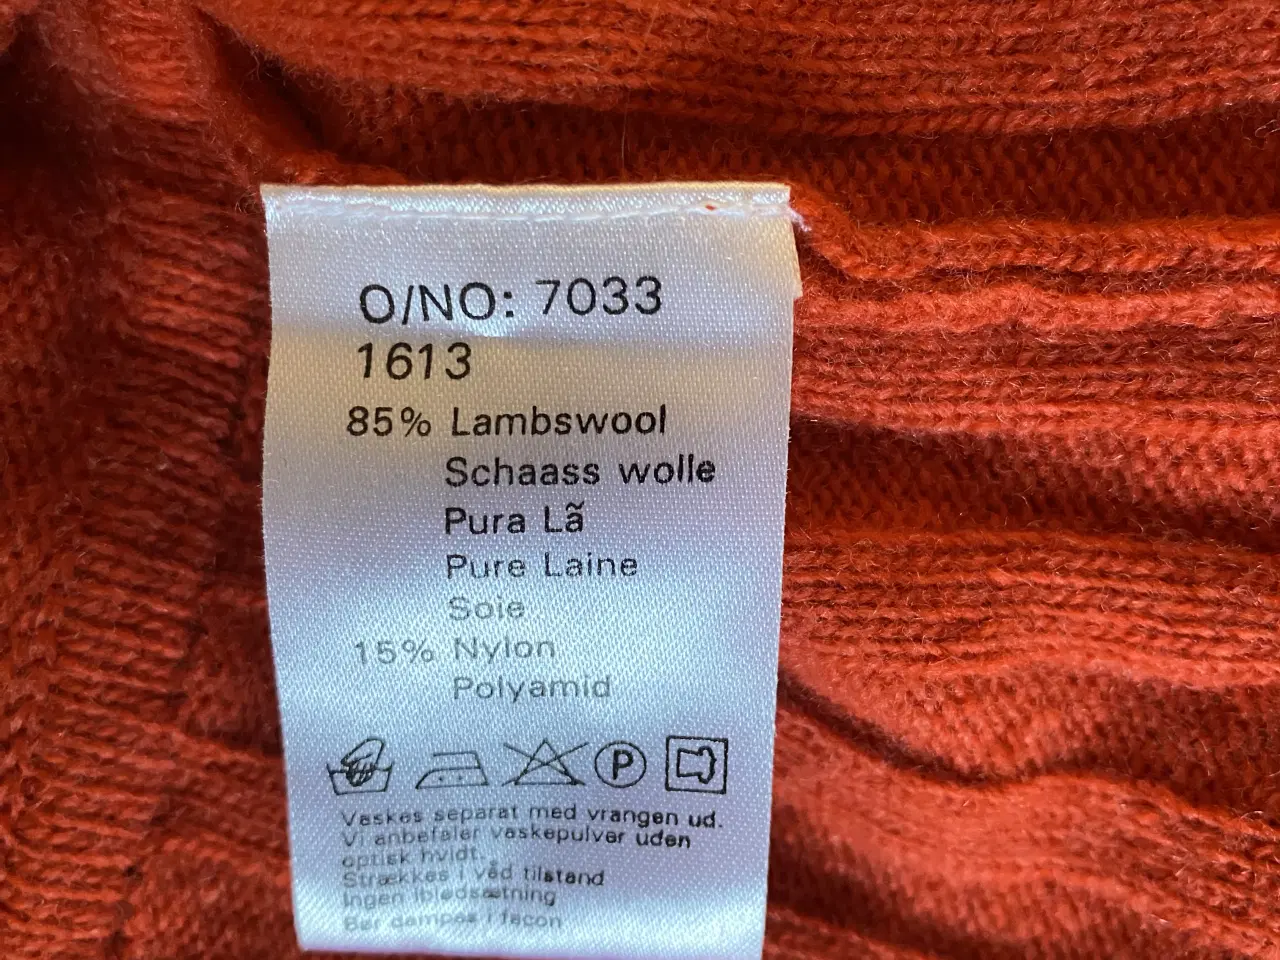 O/NO: 7033
1613
85% Lambswool
Schaass wolle
Pura Lã
Pure Laine
Soie
15% Nylon
Polyamid
P
Vaskes separat med vrangen ud.
Vi anbefaler vaskepulver uden
optisk hvidt.
Strækkes i våd tilstand
Ingen iblødsætning
Bør dampes i facon